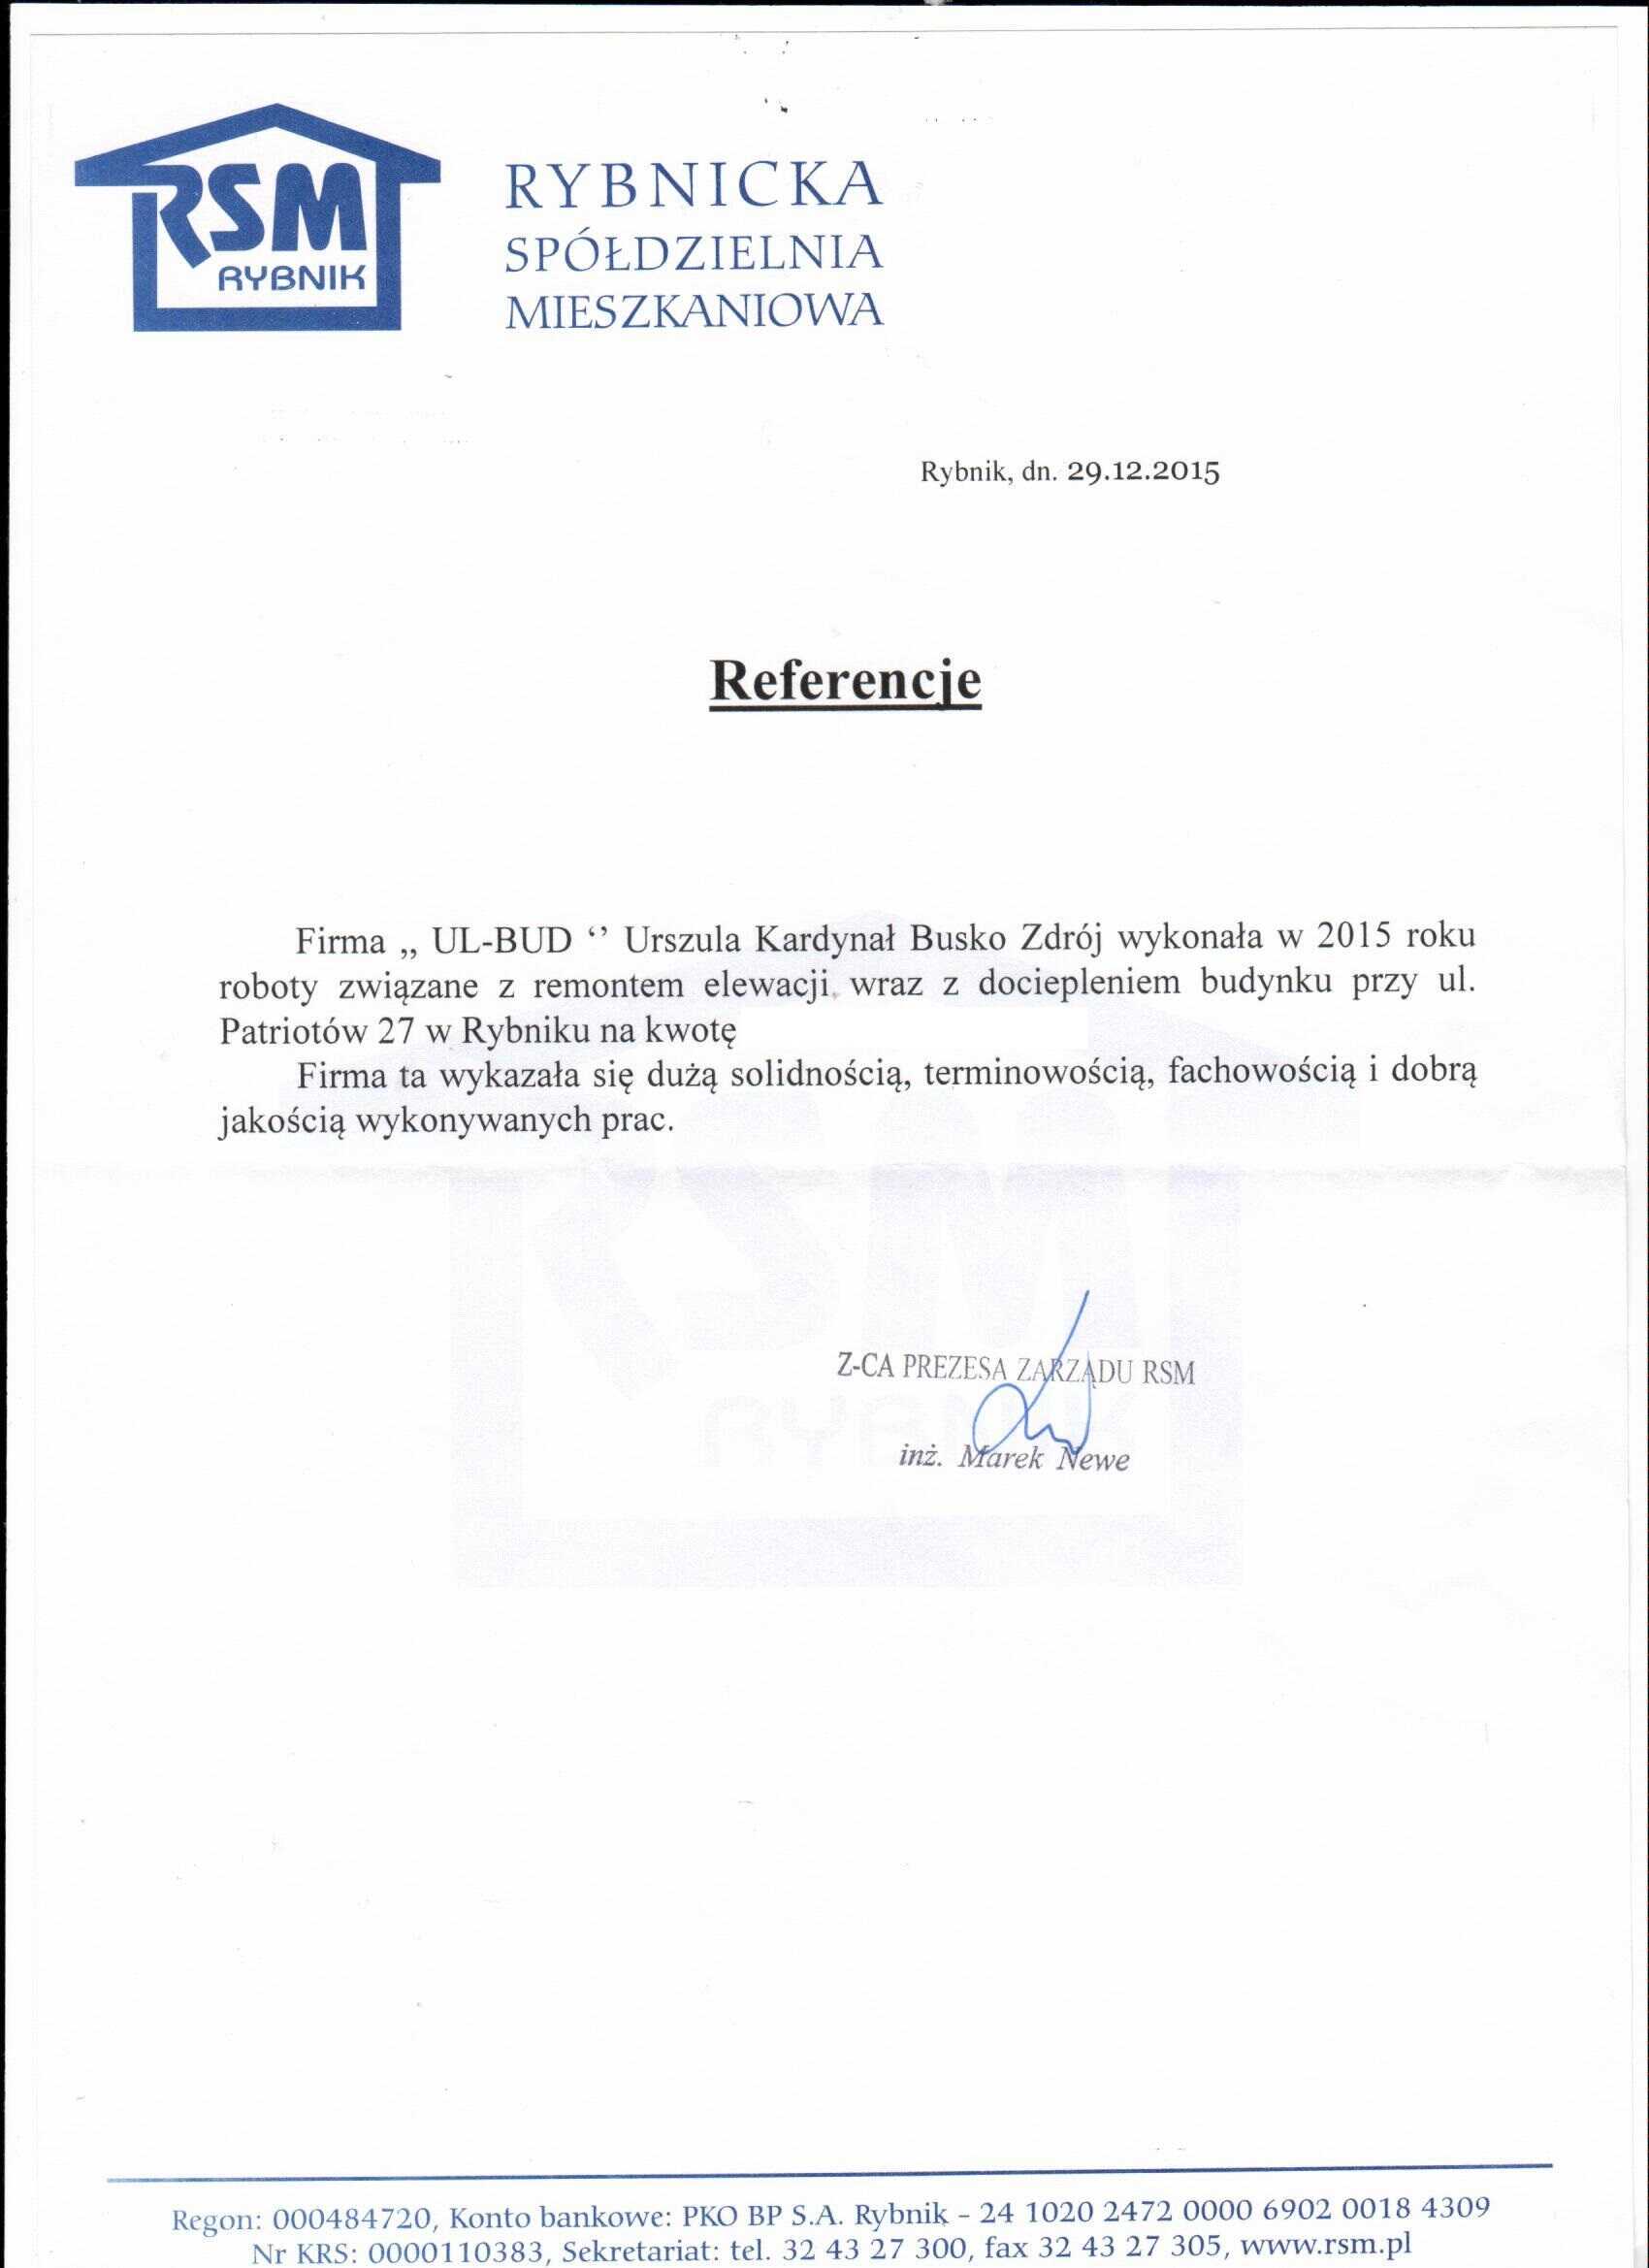 RSM
RYBNIK
RYBNICKA
SPÓŁDZIELNIA
MIESZKANIOWA
Rybnik, dn. 29.12.2015
Referencje
Firma „ UL-BUD ‘’ Urszula Kardynał Busko Zdrój wykonała w 2015 roku
roboty związane z remontem elewacji wraz z dociepleniem budynku przy ul.
Patriotów 27 w Rybniku na kwotę
Firma ta wykazała się dużą solidnością, terminowością, fachowością i dobrą
jakością wykonywanych prac.
Z-CA PREZESA ZARZĄDU RSM
inż. Marek Newe
Regon: 000484720, Konto bankowe: PKO BP S.A. Rybnik – 24 1020 2472 0000 6902 0018 4309
Nr KRS: 0000110383, Sekretariat: tel. 32 43 27 300, fax 32 43 27 305, www.rsm.pl